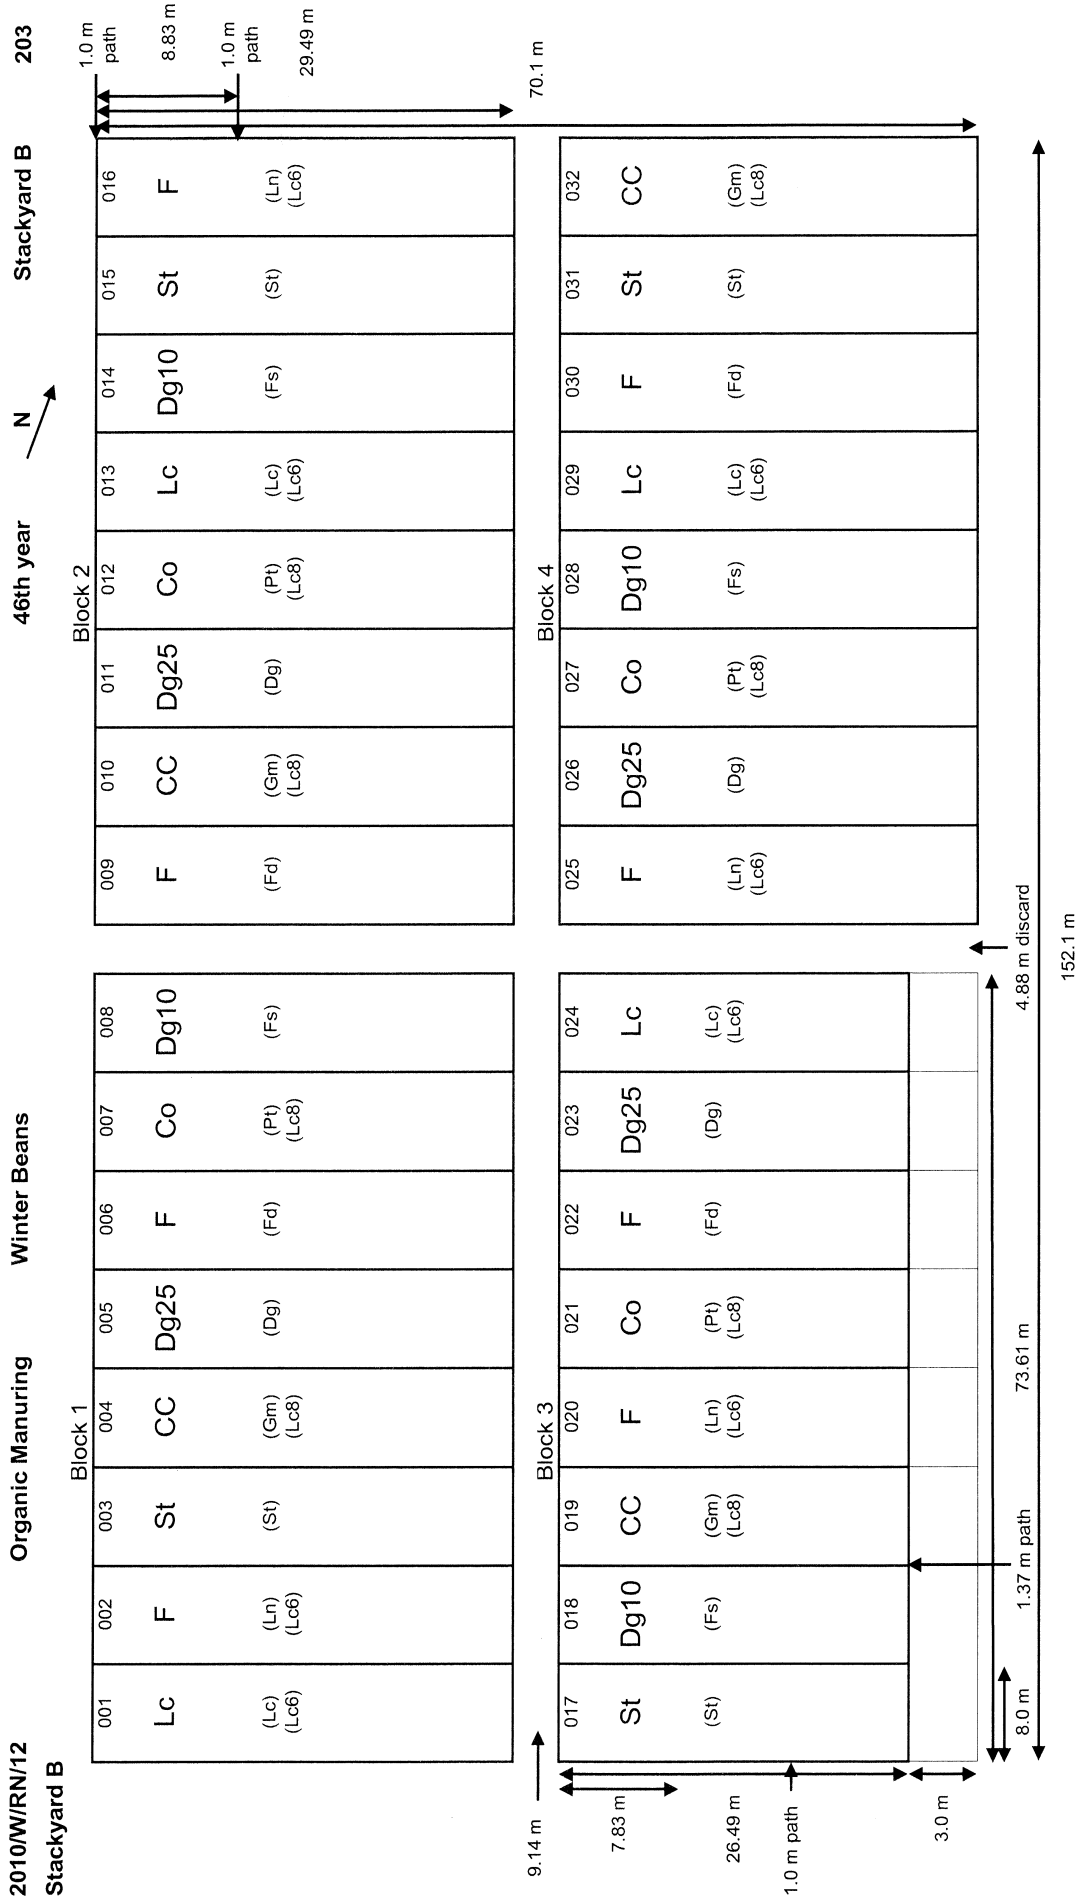 2010/W/RN/12 Organic Manuring Winter Beans 46th year N Stackyard B 203
Stackyard B
Block 1
001 002 003 004 005 006 007 008
Lc F St CC Dg25 F Co Dg10
(Lc) (Ln) (St) (Gm) (Dg) (Fd) (Pt) (Fs)
(Lc6) (Lc6) (Lc8) (Lc8)
Block 2
009 010 011 012 013 014 015 016
F CC Dg25 Co Lc Dg10 St F
(Fd) (Gm) (Dg) (Pt) (Lc) (Fs) (St) (Ln)
(Lc8) (Lc8) (Lc6) (Lc6)
1.0 m
path
8.83 m
1.0 m
path
29.49 m
70.1 m
9.14 m
Block 3
017 018 019 020 021 022 023 024
St Dg10 CC F Co F Dg25 Lc
(St) (Fs) (Gm) (Ln) (Pt) (Fd) (Dg) (Lc)
(Lc8) (Lc6) (Lc8) (Lc6)
Block 4
025 026 027 028 029 030 031 032
F Dg25 Co Dg10 Lc F St CC
(Ln) (Dg) (Pt) (Fs) (Lc) (Fd) (St) (Gm)
(Lc6) (Lc8) (Lc6) (Lc8)
7.83 m
26.49 m
1.0 m path
3.0 m
8.0 m 1.37 m path 73.61 m 4.88 m discard
152.1 m